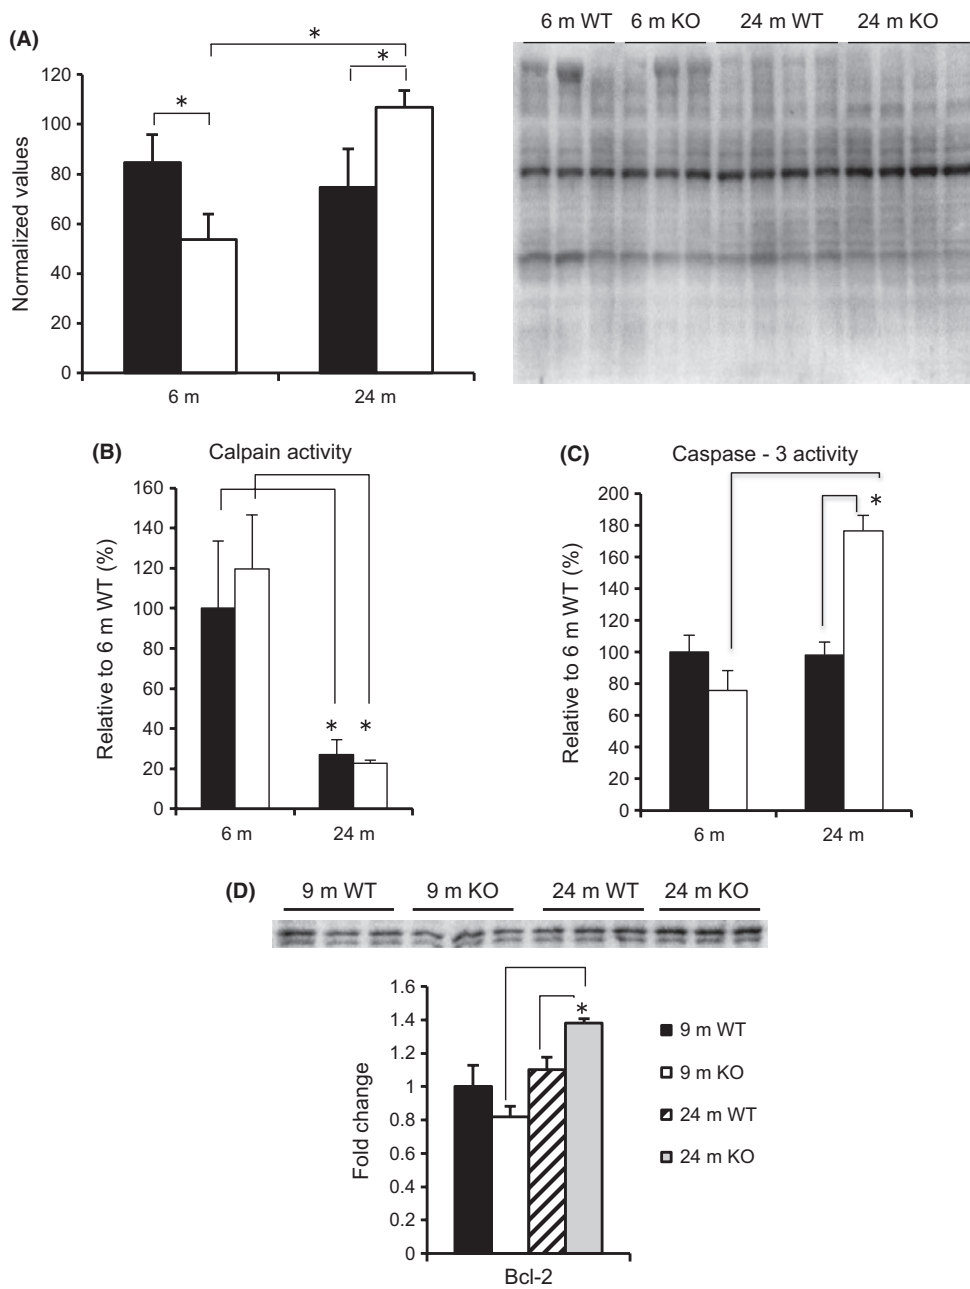 (A)
*
*
*
Normalized values
120
100
80
60
40
20
0
6 m
24 m
6 m WT 6 m KO 24 m WT 24 m KO
(B)
Calpain activity
Relative to 6 m WT (%)
160
140
120
100
80
60
40
20
0
* *
6 m
24 m
(C)
Caspase - 3 activity
Relative to 6 m WT (%)
200
180
160
140
120
100
80
60
40
20
0
*
6 m
24 m
(D)
9 m WT 9 m KO 24 m WT 24 m KO
Fold change
1.6
1.4
1.2
1
0.8
0.6
0.4
0.2
0
*
Bcl-2
9 m WT
9 m KO
24 m WT
24 m KO